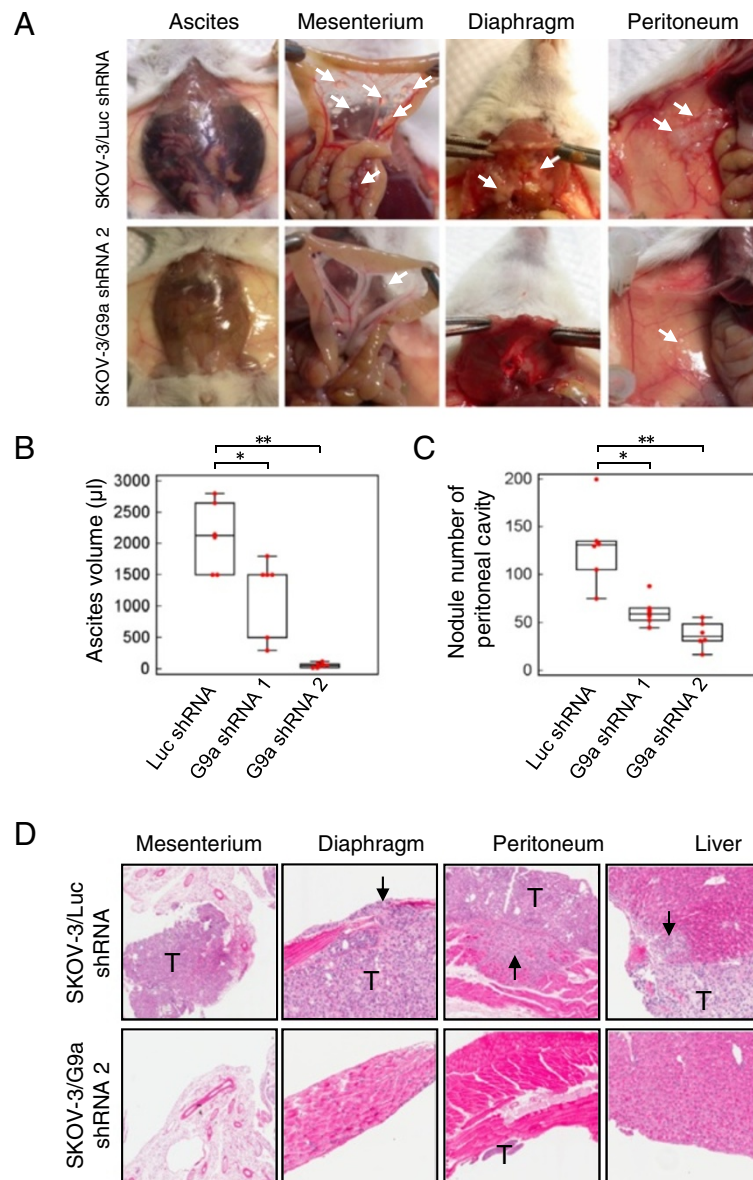 A
Ascites Mesenterium Diaphragm Peritoneum
SKOV-3/Luc shRNA
SKOV-3/G9a shRNA 2
B
** 
*
Ascites volume (µl)
3000
2500
2000
1500
1000
500
0
Luc shRNA
G9a shRNA 1
G9a shRNA 2
C
**
*
Nodule number of
peritoneal cavity
200
150
100
50
0
Luc shRNA
G9a shRNA 1
G9a shRNA 2
D
Mesenterium Diaphragm Peritoneum Liver
SKOV-3/Luc
shRNA
T
T
T
T
SKOV-3/G9a
shRNA 2
T